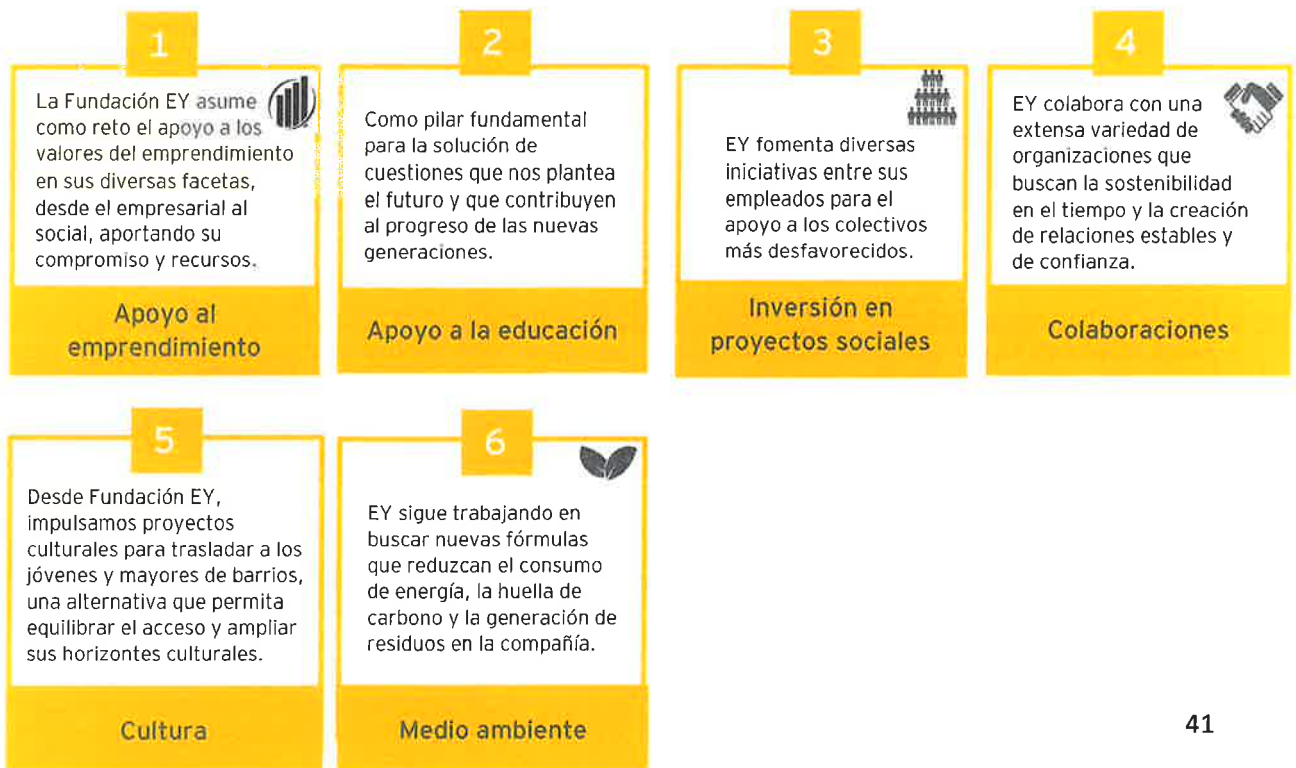 1
La Fundación EY asume
como reto el apoyo a los
valores del emprendimiento
en sus diversas facetas,
desde el empresarial al
social, aportando su
compromiso y recursos.
Apoyo al
emprendimiento
2
Como pilar fundamental
para la solución de
cuestiones que nos plantea
el futuro y que contribuyen
al progreso de las nuevas
generaciones.
Apoyo a la educación
3
EY fomenta diversas
iniciativas entre sus
empleados para el
apoyo a los colectivos
más desfavorecidos.
Inversión en
proyectos sociales
4
EY colabora con una
extensa variedad de
organizaciones que
buscan la sostenibilidad
en el tiempo y la creación
de relaciones estables y
de confianza.
Colaboraciones
5
Desde Fundación EY,
impulsamos proyectos
culturales para trasladar a los
jóvenes y mayores de barrios,
una alternativa que permita
equilibrar el acceso y ampliar
sus horizontes culturales.
Cultura
6
EY sigue trabajando en
buscar nuevas fórmulas
que reduzcan el consumo
de energía, la huella de
carbono y la generación de
residuos en la compañía.
Medio ambiente
41